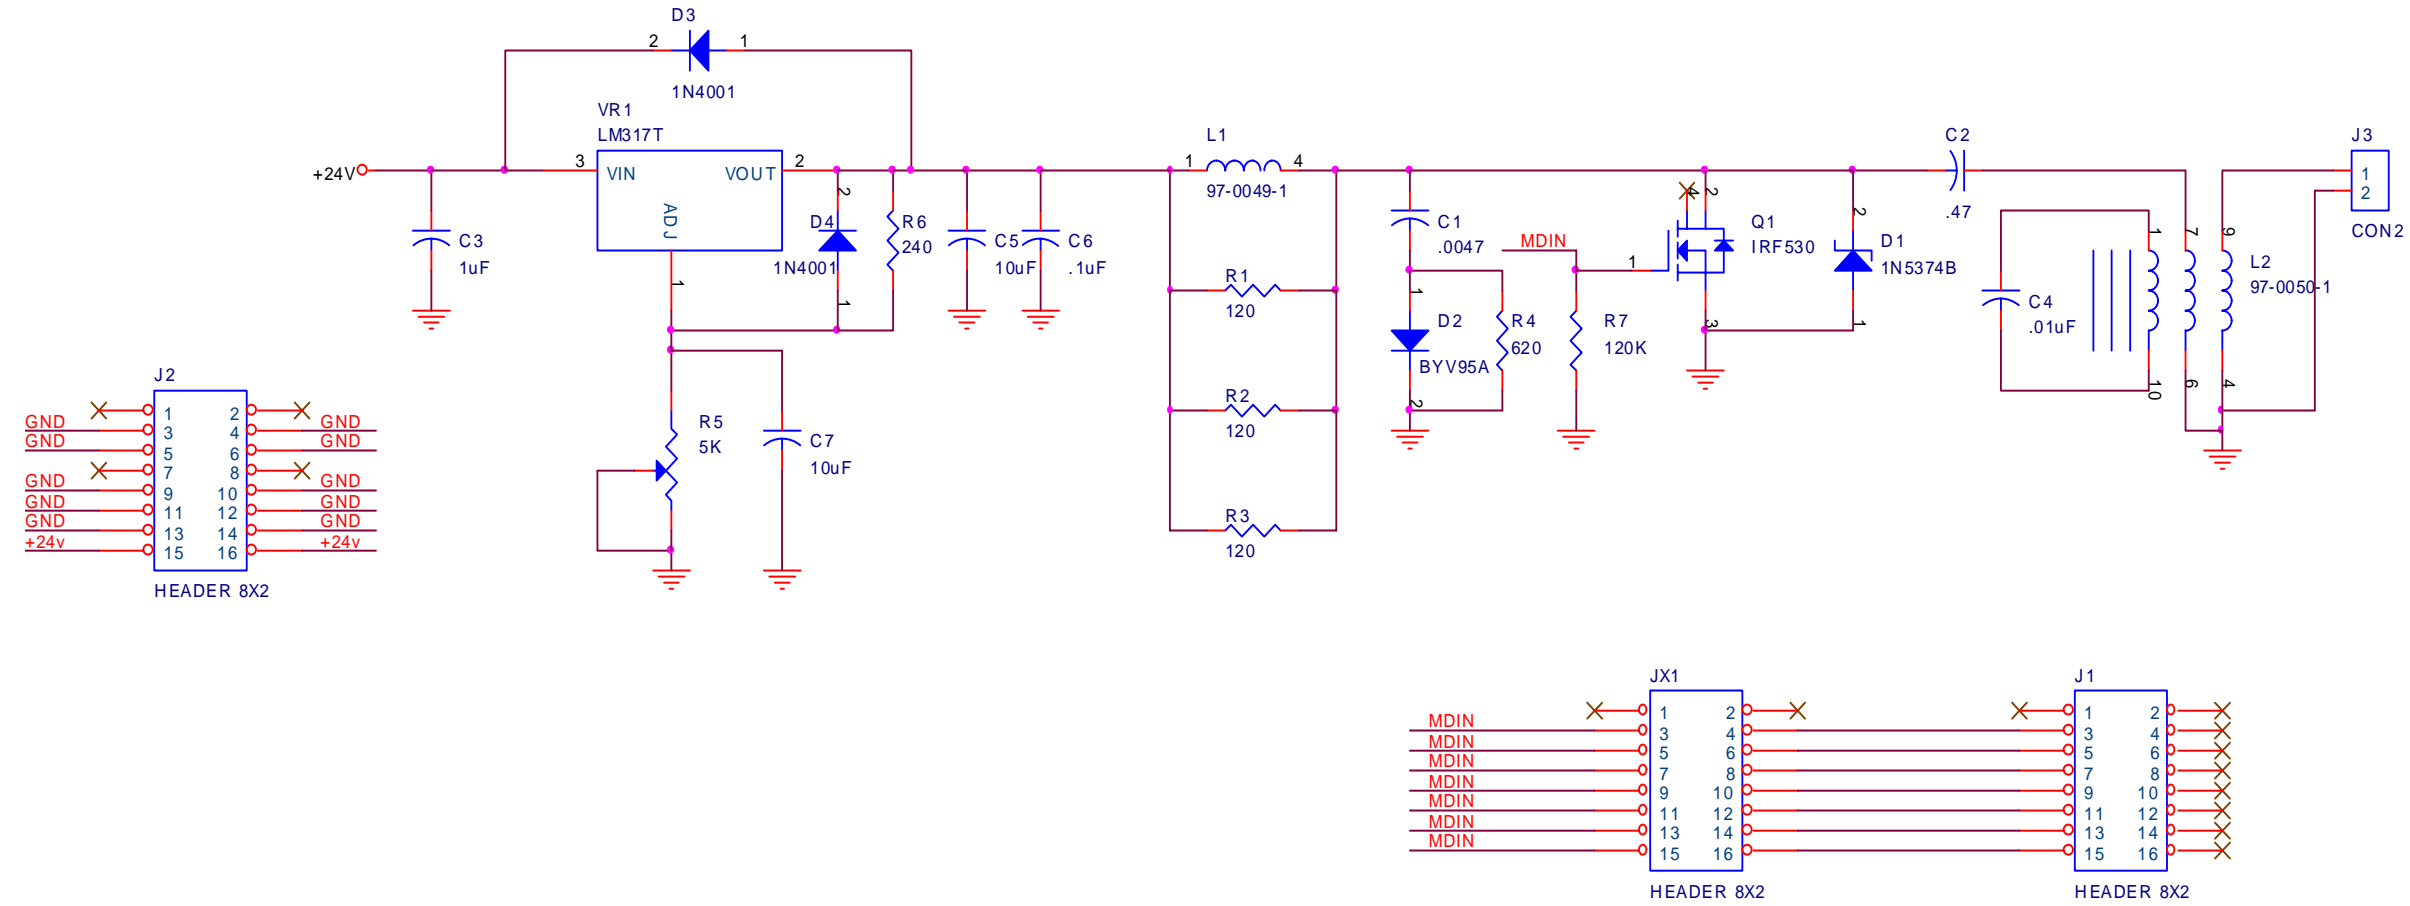 D3
2 1
1N4001
VR1
LM317T
+24V
3 VIN VOUT 2
ADJ
1
C3
1uF
D4
1N4001
2
1
R6
240
C5
10uF
C6
.1uF
R5
5K
C7
10uF
L1
1 4
97-0049-1
R1
120
R2
120
R3
120
C1
.0047
1
D2
BYV95A
2
R4
620
MDIN
R7
120K
1
4
2
3
Q1
IRF530
2
D1
1N5374B
1
C2
.47
C4
.01uF
1
7
9
10
6
4
L2
97-0050-1
J3
1
2
CON2
J2
1 2
GND 3 4 GND
GND 5 6 GND
7 8
GND 9 10 GND
GND 11 12 GND
GND 13 14 GND
+24v 15 16 +24v
HEADER 8X2
JX1
1 2
MDIN 3 4
MDIN 5 6
MDIN 7 8
MDIN 9 10
MDIN 11 12
MDIN 13 14
MDIN 15 16
HEADER 8X2
J1
1 2
3 4
5 6
7 8
9 10
11 12
13 14
15 16
HEADER 8X2